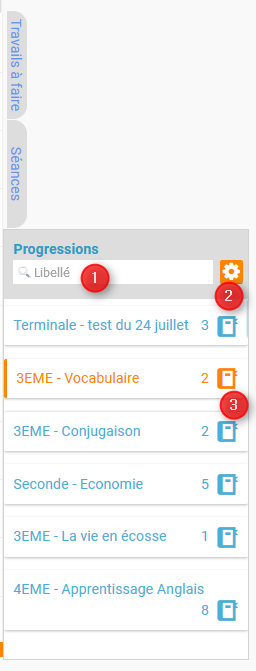 Travails à faire
Séances
Progressions
Libellé
1
2
Terminale - test du 24 juillet 3
3EME - Vocabulaire 2
3
3EME - Conjugaison 2
Seconde - Economie 5
3EME - La vie en écosse 1
4EME - Apprentissage Anglais
8